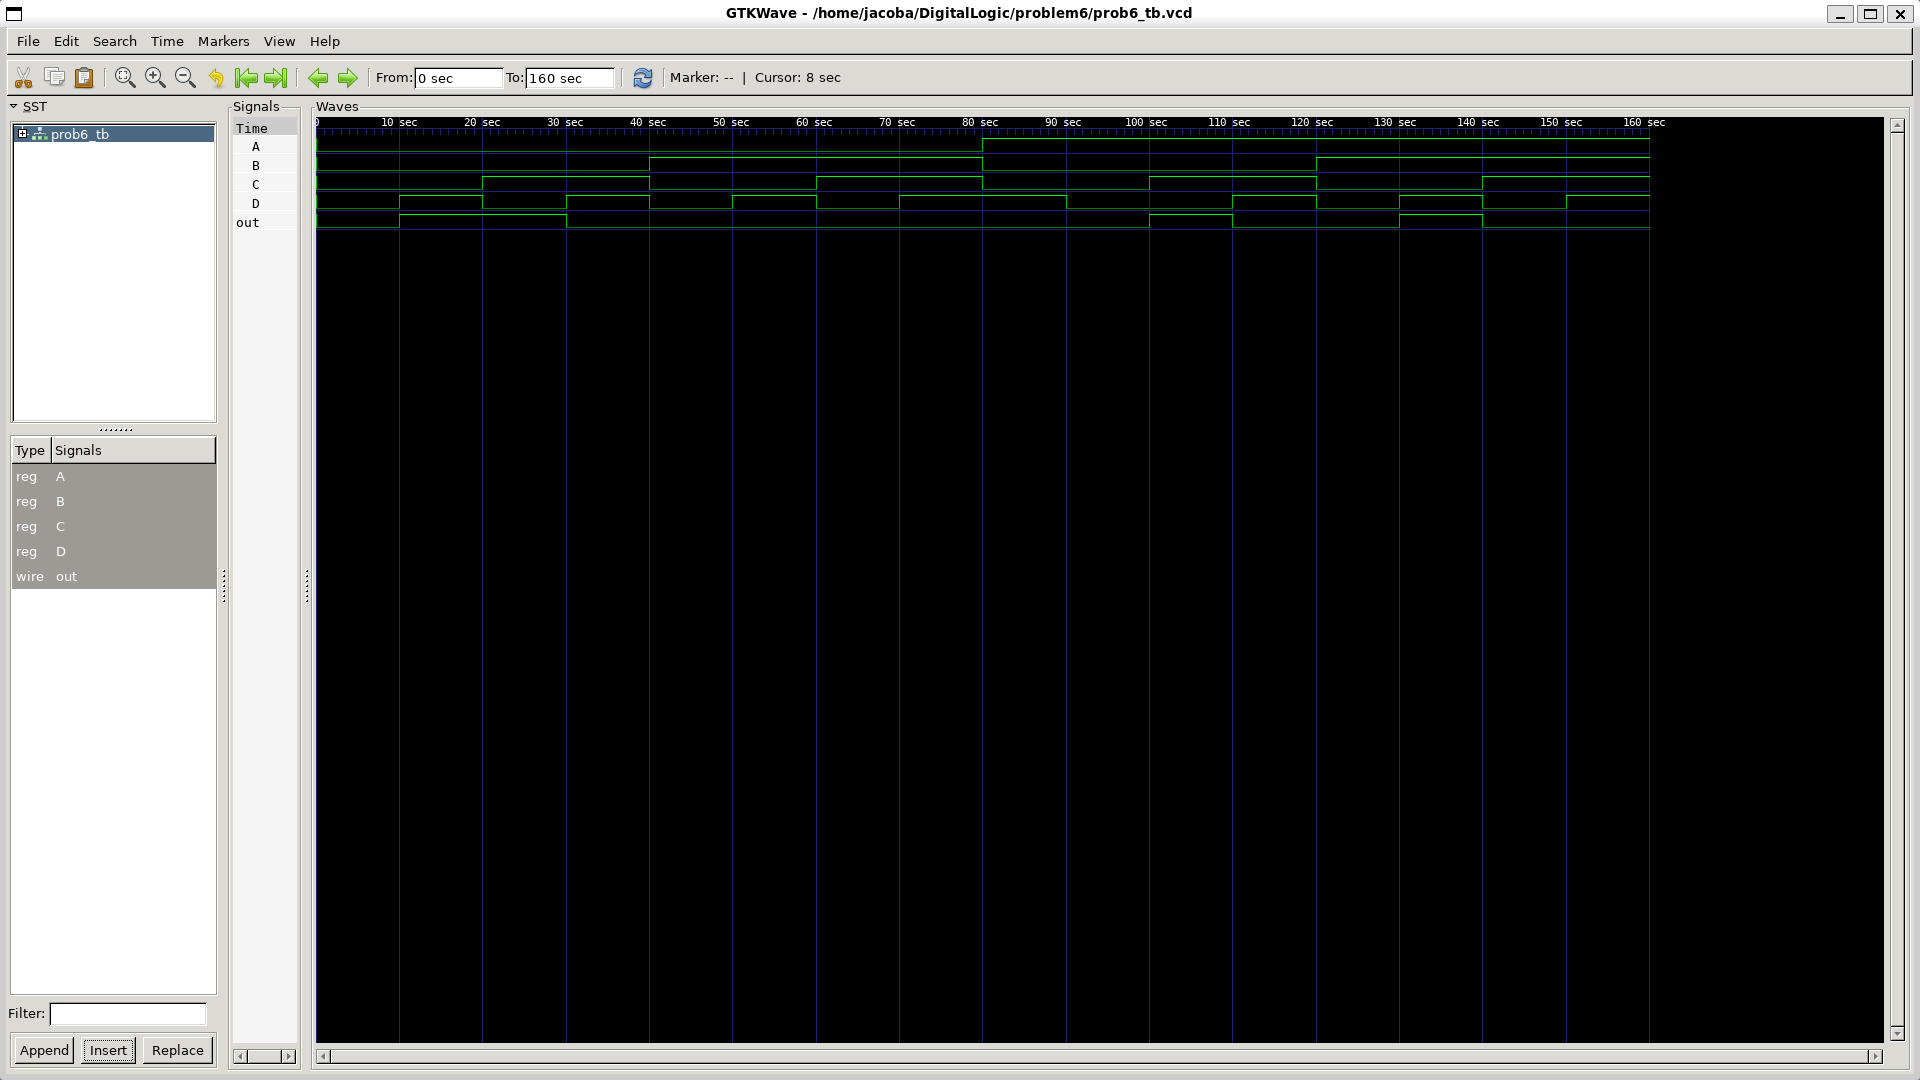 GTKWave - /home/jacoba/DigitalLogic/problem6/prob6_tb.vcd
File Edit Search Time Markers View Help
From: 0 sec To: 160 sec Marker: -- | Cursor: 8 sec
SST
prob6_tb
Type Signals
reg A
reg B
reg C
reg D
wire out
Filter:
Append Insert Replace
Signals
Time
A
B
C
D
out
Waves
0 10 sec 20 sec 30 sec 40 sec 50 sec 60 sec 70 sec 80 sec 90 sec 100 sec 110 sec 120 sec 130 sec 140 sec 150 sec 160 sec